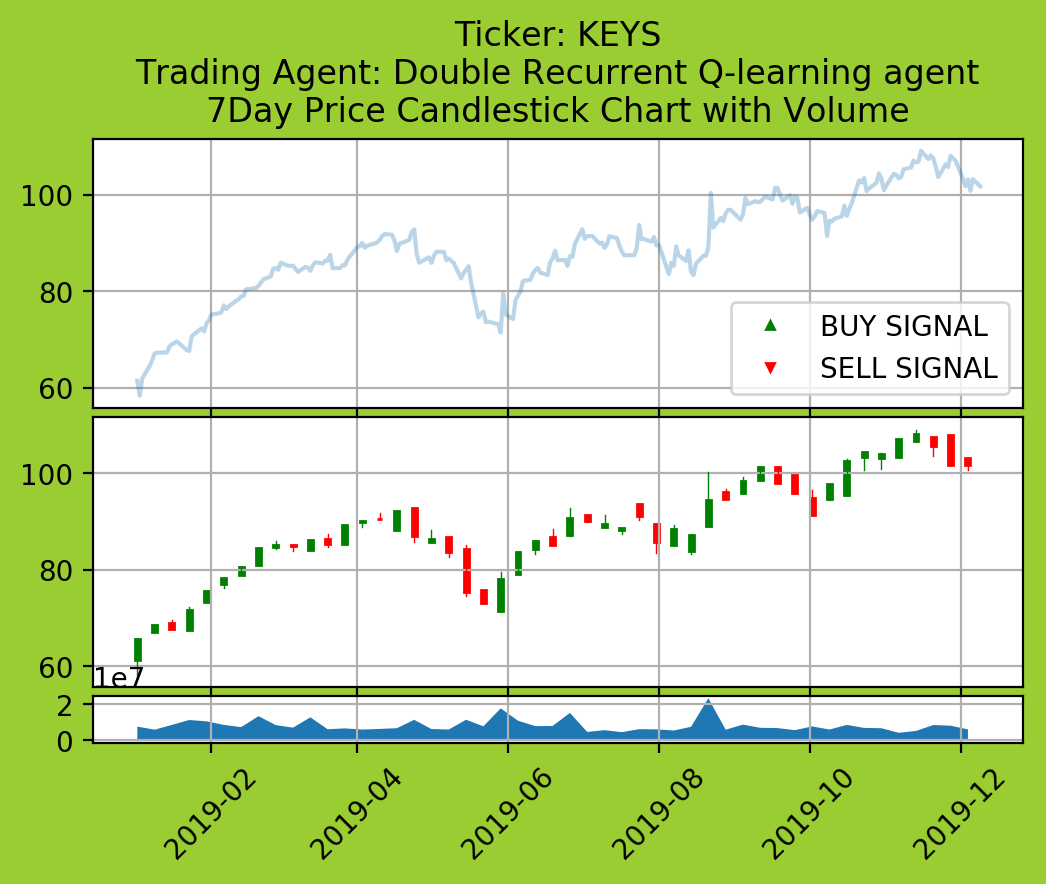 Ticker: KEYS
Trading Agent: Double Recurrent Q-learning agent
7Day Price Candlestick Chart with Volume
100
80
60
BUY SIGNAL
SELL SIGNAL
100
80
60
1e7
2
0
2019-02
2019-04
2019-06
2019-08
2019-10
2019-12